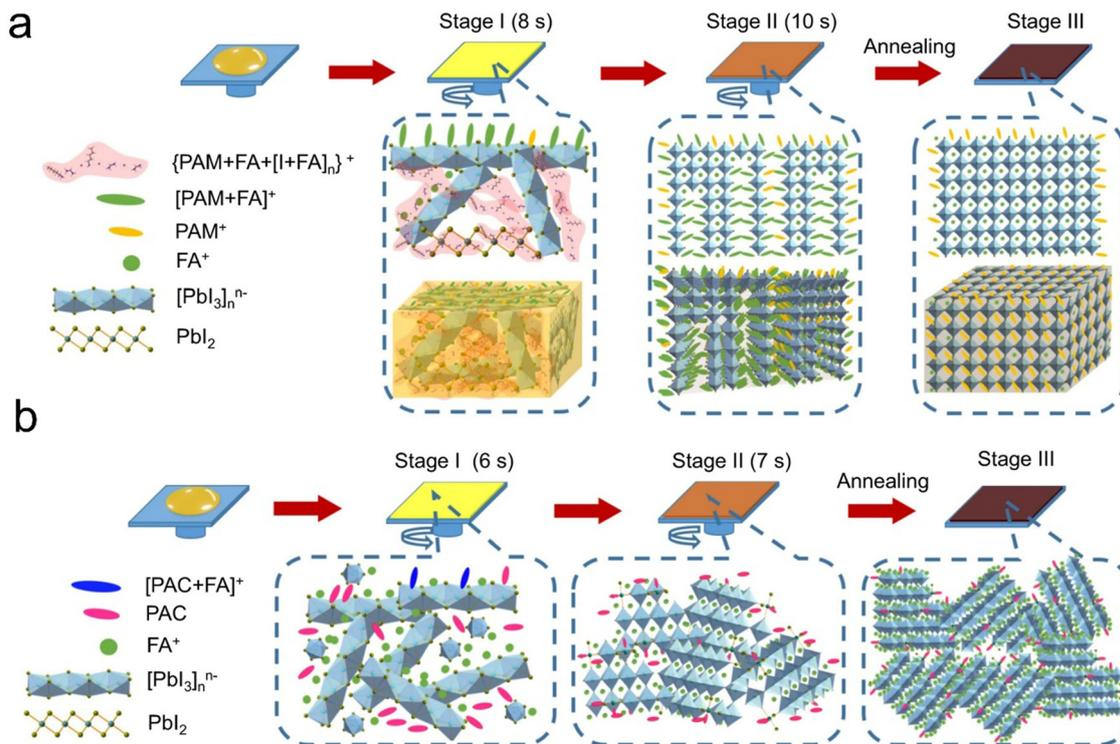 a
Stage I (8 s)
Stage II (10 s)
Annealing
Stage III
{PAM+FA+[I+FA]ₙ}⁺
[PAM+FA]⁺
PAM⁺
FA⁺
[PbI₃]ₙⁿ⁻
PbI₂
b
Stage I (6 s)
Stage II (7 s)
Annealing
Stage III
[PAC+FA]⁺
PAC
FA⁺
[PbI₃]ₙⁿ⁻
PbI₂